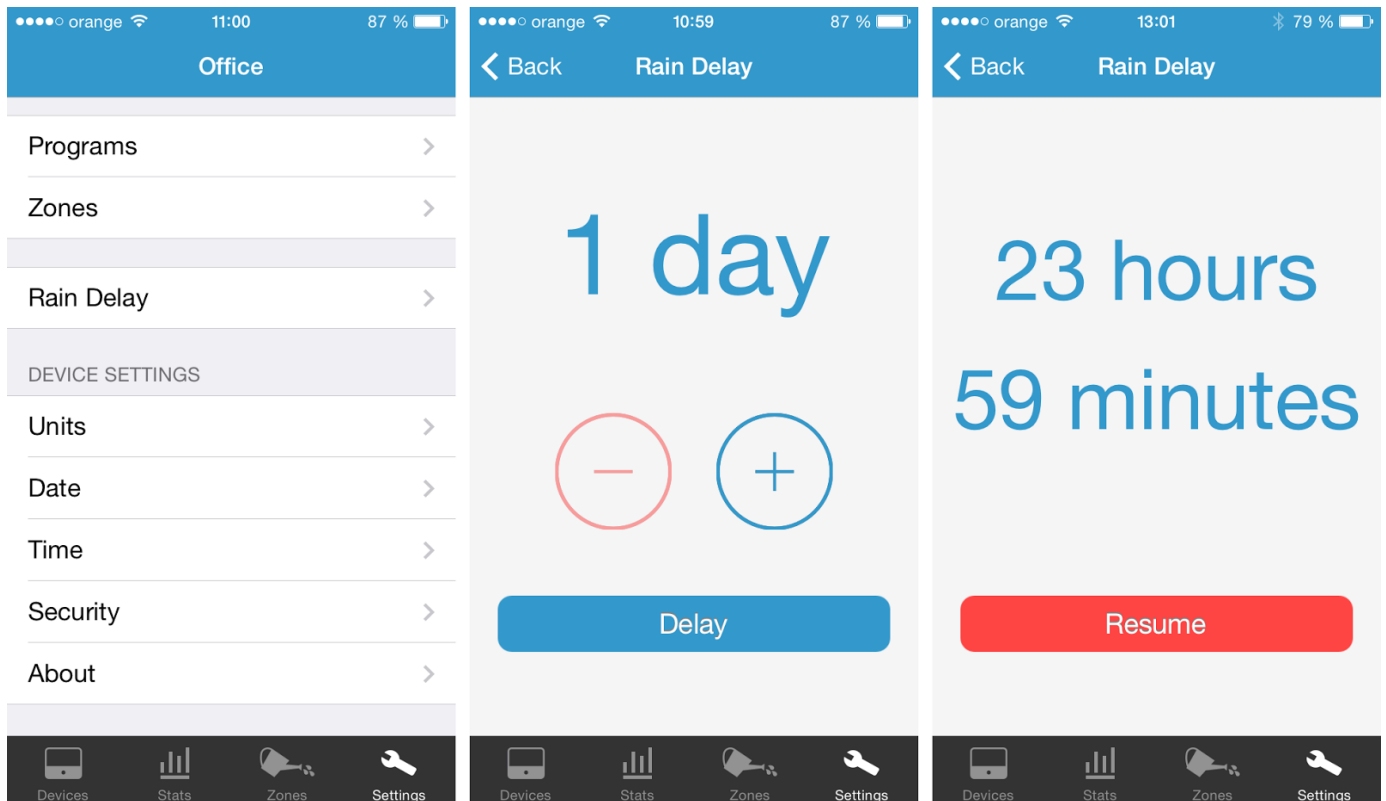 orange 11:00 87 %
Office
Programs
Zones
Rain Delay
DEVICE SETTINGS
Units
Date
Time
Security
About
Devices Stats Zones Settings
orange 10:59 87 %
Back Rain Delay
1 day
Delay
Devices Stats Zones Settings
orange 13:01 79 %
Back Rain Delay
23 hours
59 minutes
Resume
Devices Stats Zones Settings